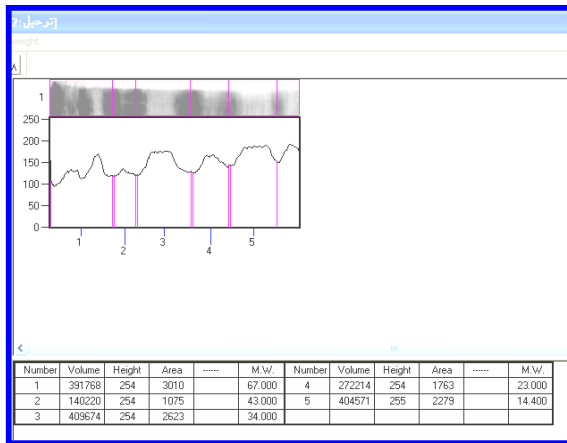 [ترحيل:2
weight
1
250
200
150
100
50
0
1 2 3 4 5
Number Volume Height Area ------ M.W. Number Volume Height Area ------ M.W.
1 391768 254 3010 67.000 4 272214 254 1763 23.000
2 140220 254 1075 43.000 5 404571 255 2279 14.400
3 409674 254 2623 34.000